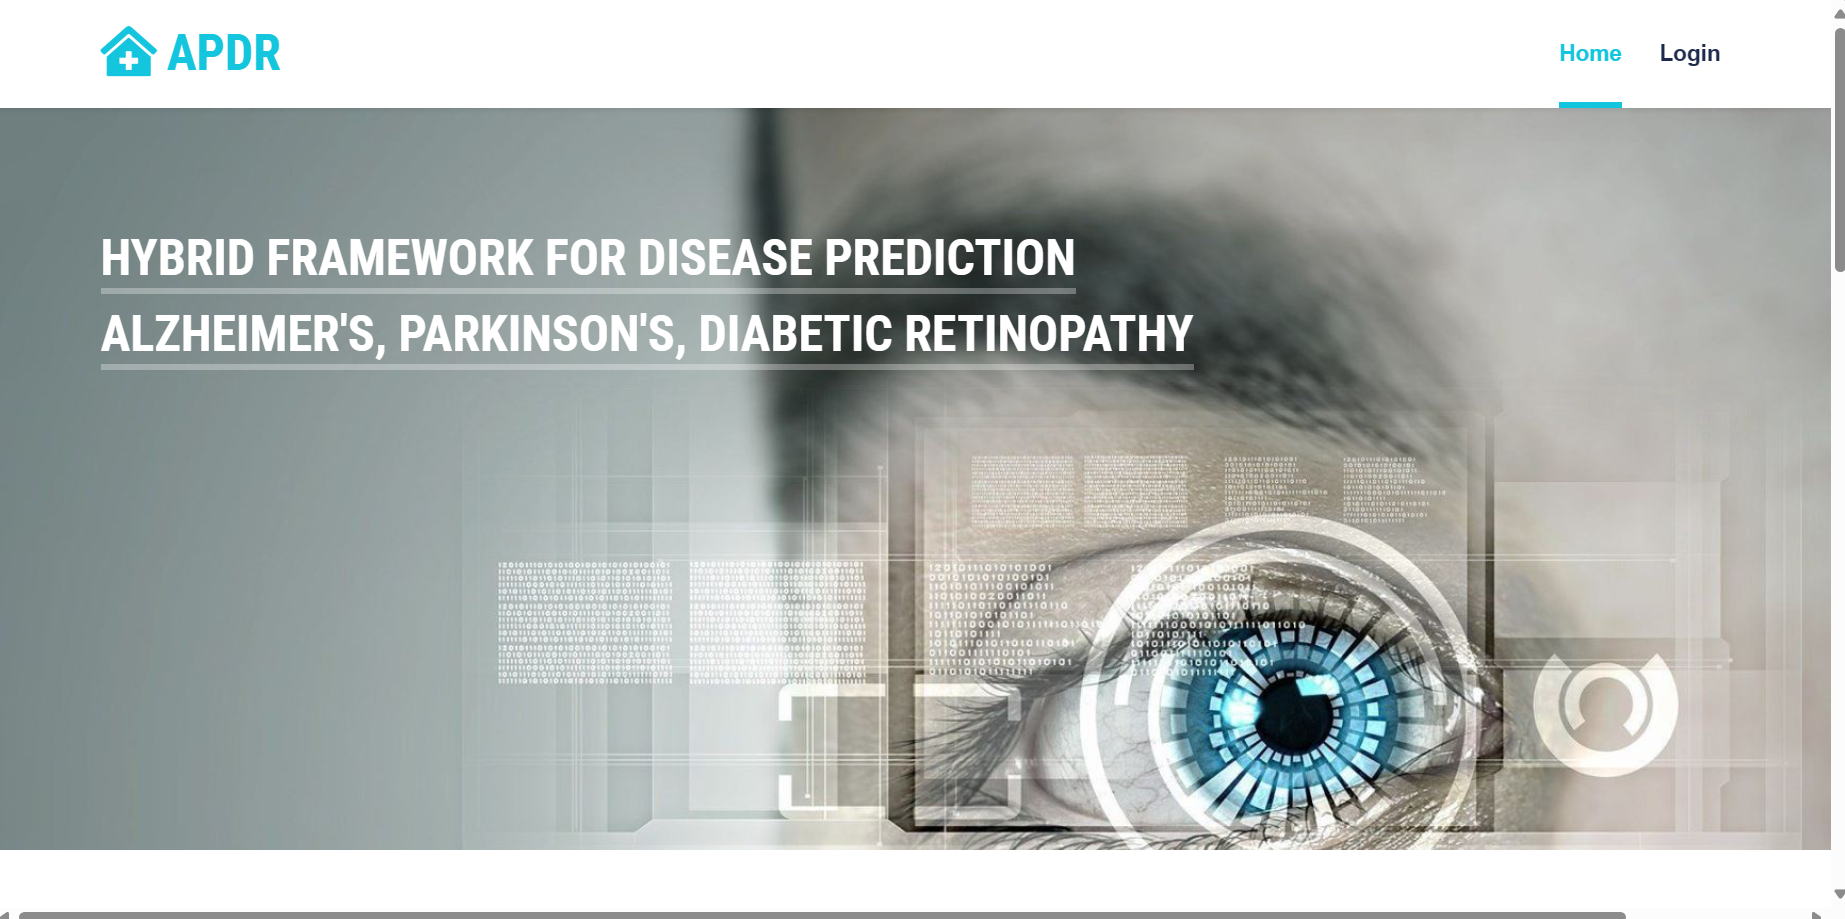 APDR
Home Login
HYBRID FRAMEWORK FOR DISEASE PREDICTION
ALZHEIMER'S, PARKINSON'S, DIABETIC RETINOPATHY